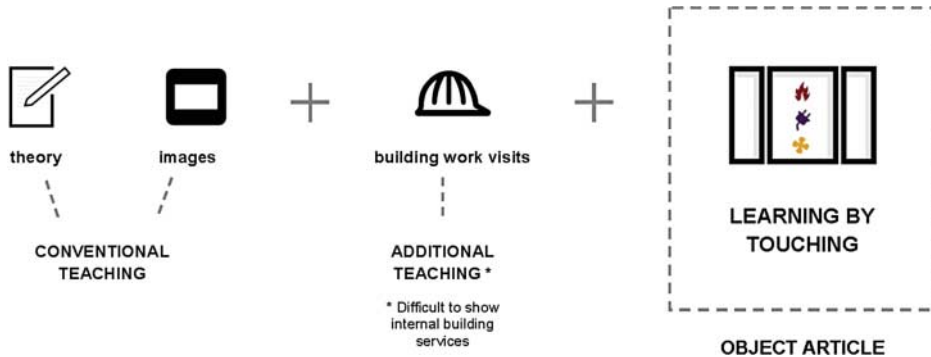 theory
images
CONVENTIONAL
TEACHING
building work visits
ADDITIONAL
TEACHING *
* Difficult to show
internal building
services
LEARNING BY
TOUCHING
OBJECT ARTICLE